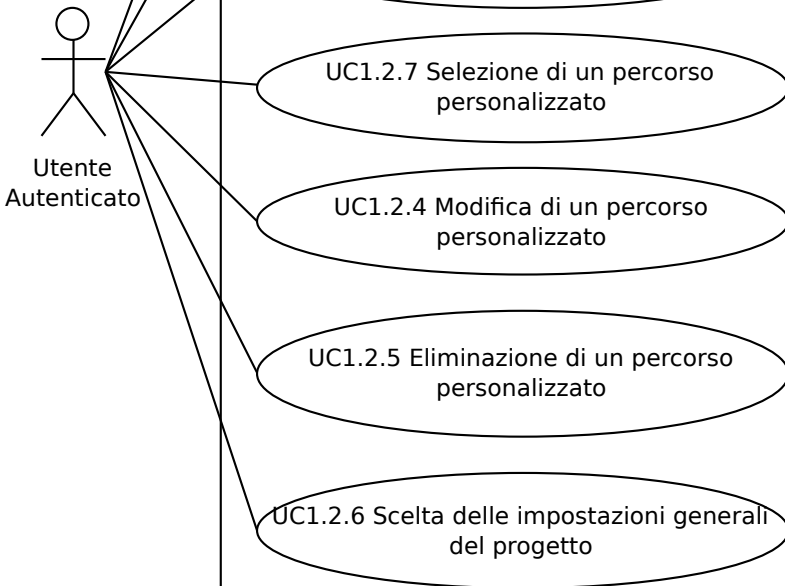 UC1.2.7 Selezione di un percorso
personalizzato
Utente
Autenticato
UC1.2.4 Modifica di un percorso
personalizzato
UC1.2.5 Eliminazione di un percorso
personalizzato
UC1.2.6 Scelta delle impostazioni generali
del progetto